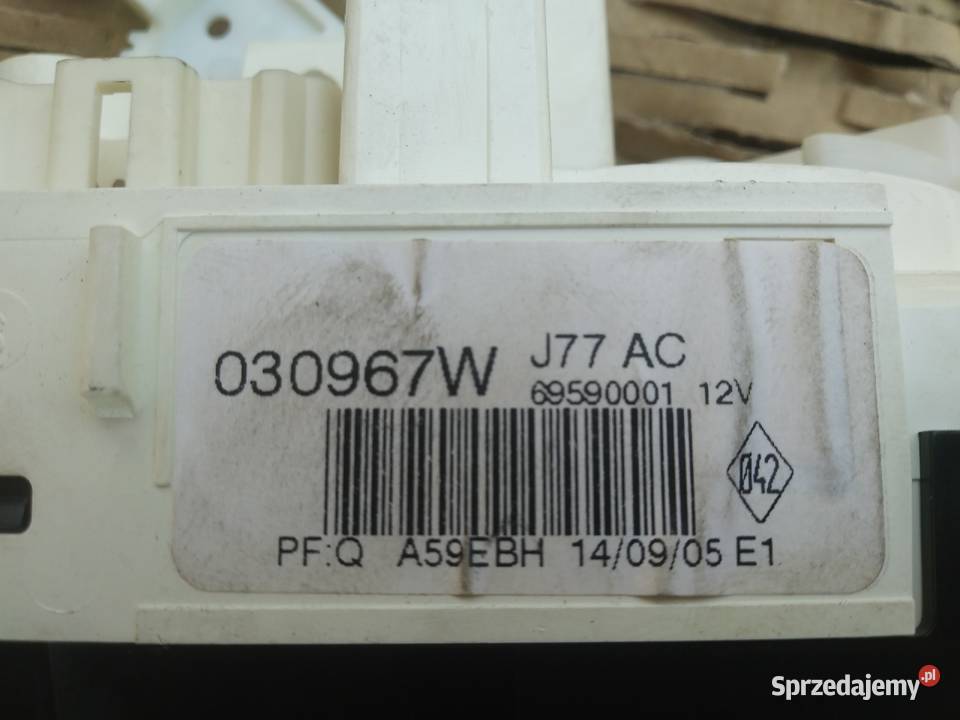 030967W J77 AC
69590001 12V
042
PF:Q A59EBH 14/09/05 E1
Sprzedajemy.pl